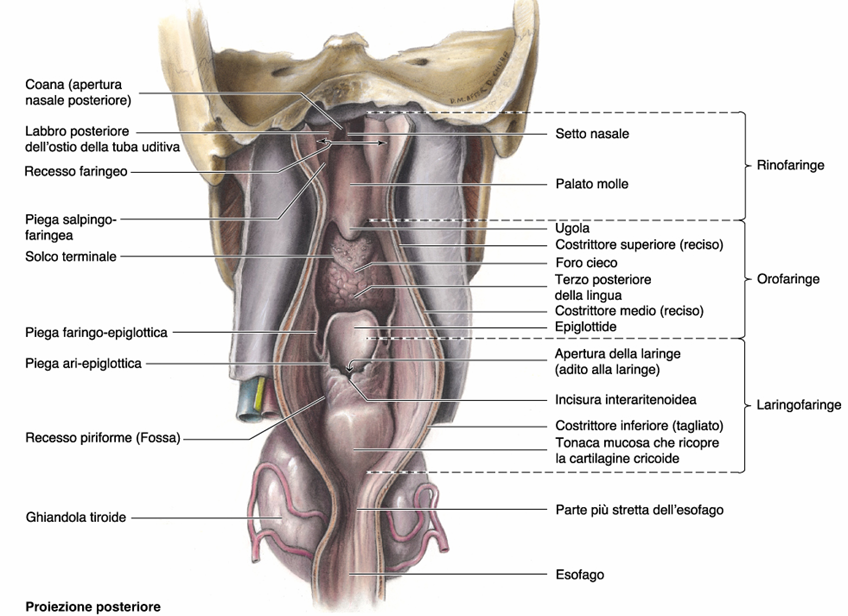 Coana (apertura
nasale posteriore)
Labbro posteriore
dell'ostio della tuba uditiva
Recesso faringeo
Piega salpingo-
faringea
Solco terminale
Piega faringo-epiglottica
Piega ari-epiglottica
Recesso piriforme (Fossa)
Ghiandola tiroide
Proiezione posteriore
Setto nasale
Palato molle
Ugola
Costrittore superiore (reciso)
Foro cieco
Terzo posteriore
della lingua
Costrittore medio (reciso)
Epiglottide
Apertura della laringe
(adito alla laringe)
Incisura interaritenoidea
Costrittore inferiore (tagliato)
Tonaca mucosa che ricopre
la cartilagine cricoide
Parte più stretta dell'esofago
Esofago
Rinofaringe
Orofaringe
Laringofaringe